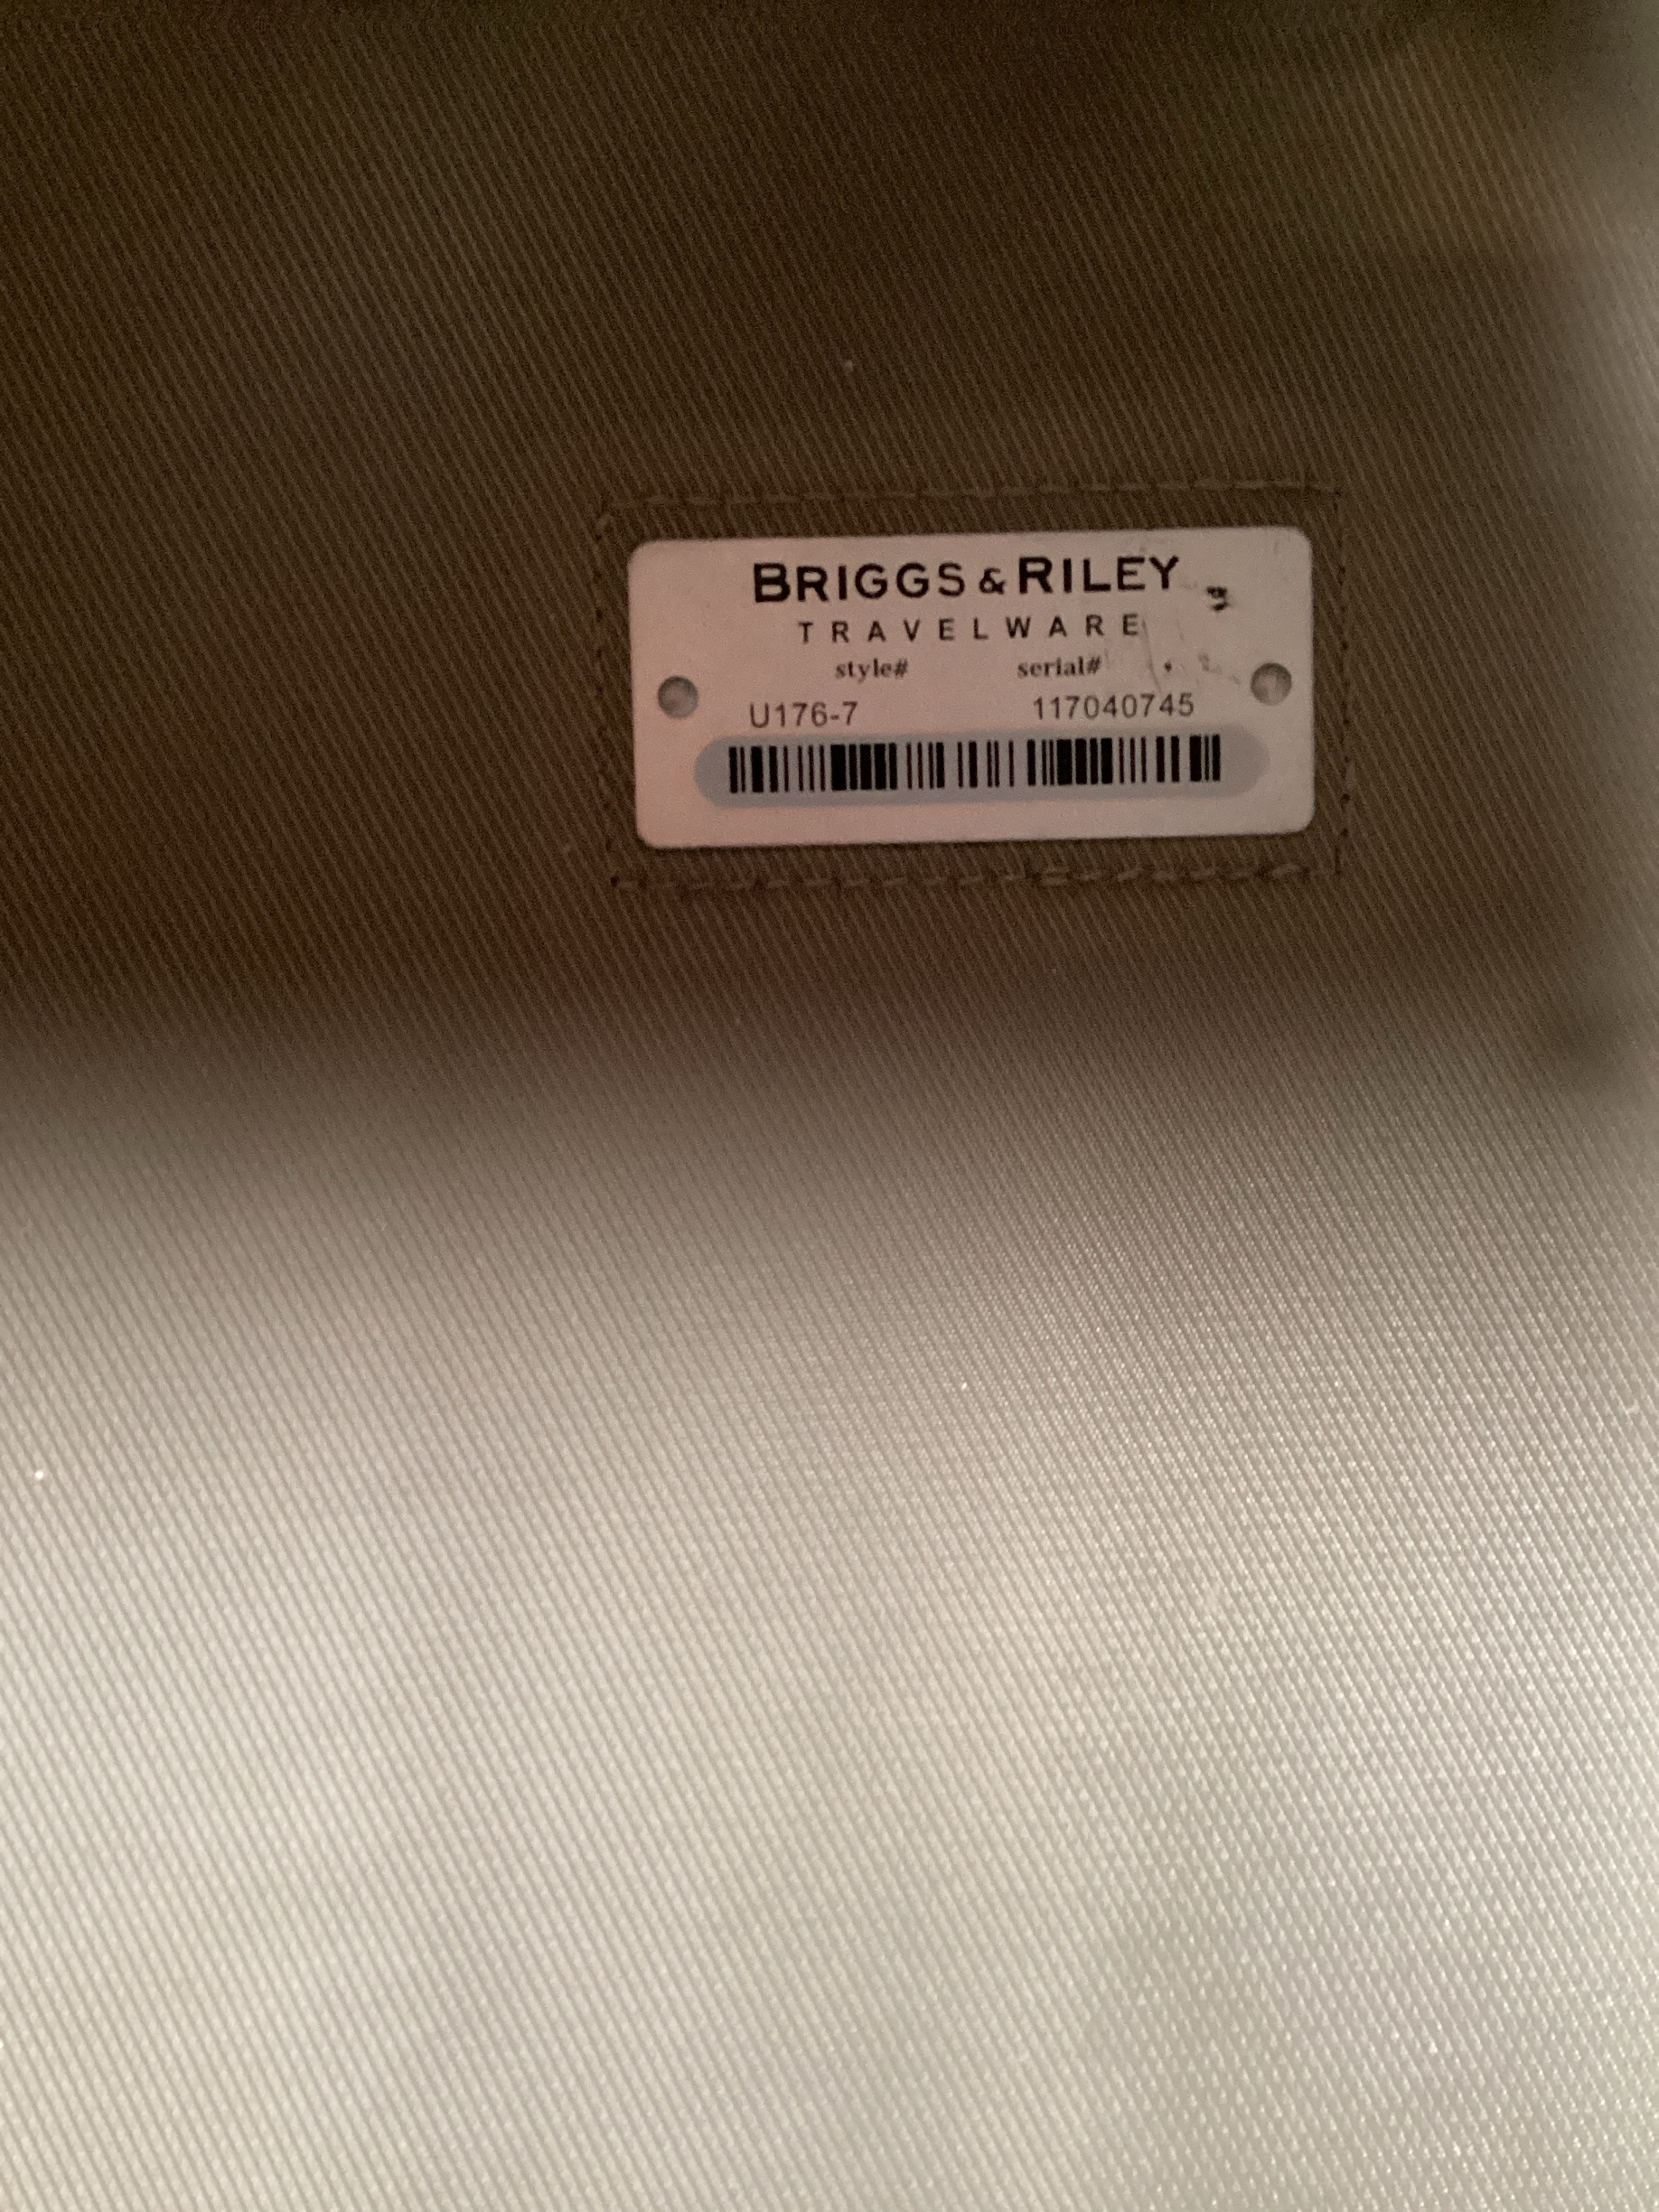 BRIGGS & RILEY
TRAVELWARE
style# serial#
U176-7 117040745